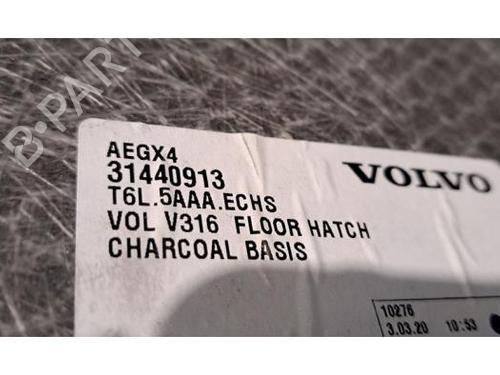 AEGX4
31440913
VOLVO
T6L.5AAA.ECHS
VOL V316 FLOOR HATCH
CHARCOAL BASIS
10276
3.03.20 10:53
B-PARTS